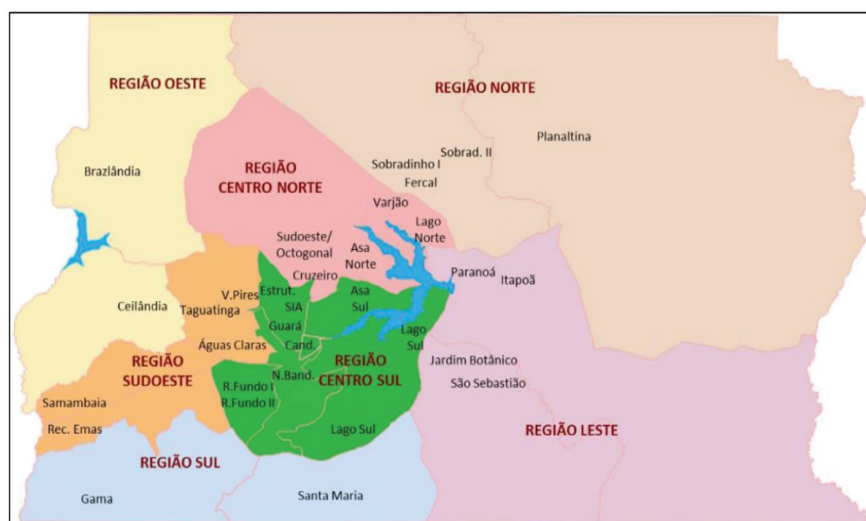 REGIÃO OESTE
REGIÃO NORTE
Planaltina
Sobrad. II
Sobradinho I
Fercal
Brazlândia
REGIÃO
CENTRO NORTE
Varjão
Lago
Norte
Sudoeste/
Octogonal
Asa
Norte
Cruzeiro
Paranoá
Itapoã
Ceilândia
V.Pires
Taguatinga
Estrut.
SIA
Asa
Sul
Guará
Águas Claras
Cand.
Lago
Sul
REGIÃO
SUDOESTE
N.Band.
REGIÃO
CENTRO SUL
Jardim Botânico
São Sebastião
R.Fundo I
R.Fundo II
Samambaia
Rec. Emas
Lago Sul
REGIÃO LESTE
REGIÃO SUL
Gama
Santa Maria